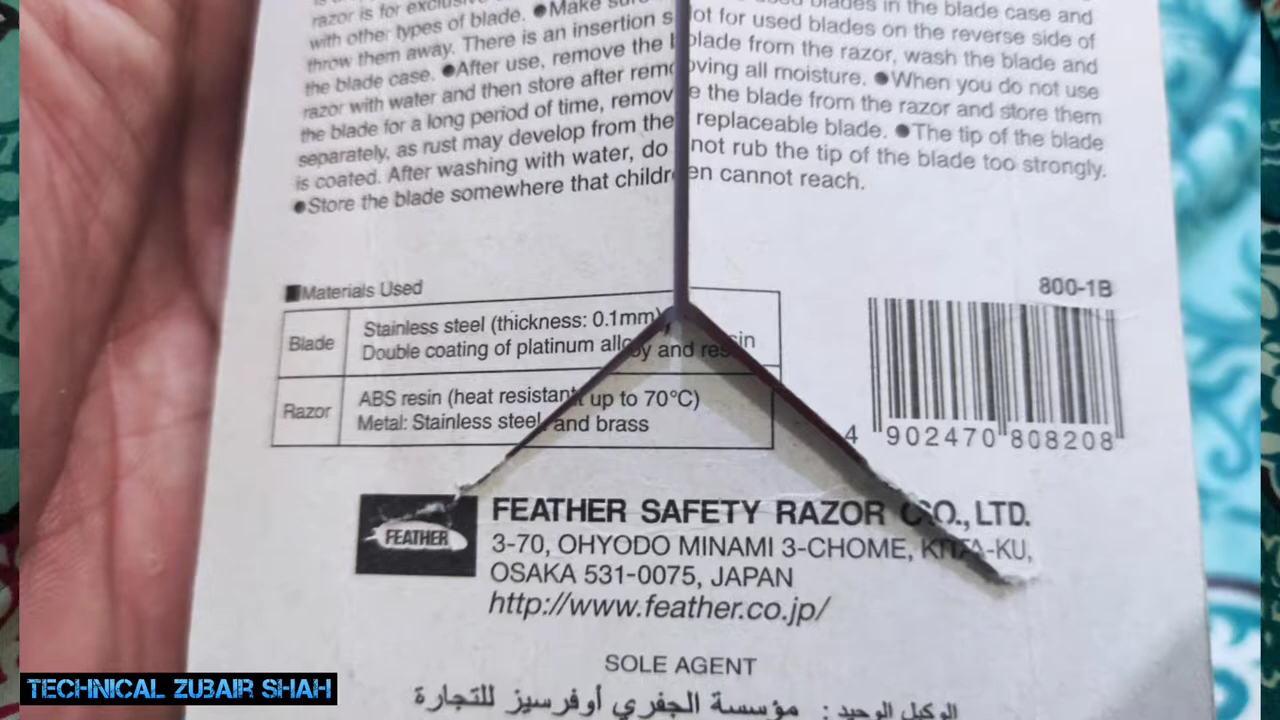 razor is for exclusive
with other types of blade. ●Make sure used blades in the blade case and
throw them away. There is an insertion slot for used blades on the reverse side of
the blade case. ●After use, remove the blade from the razor, wash the blade and
razor with water and then store after removing all moisture. ●When you do not use
the blade for a long period of time, remove the blade from the razor and store them
separately, as rust may develop from the replaceable blade. ●The tip of the blade
is coated. After washing with water, do not rub the tip of the blade too strongly.
●Store the blade somewhere that children cannot reach.
■Materials Used
Blade Stainless steel (thickness: 0.1mm)
Double coating of platinum alloy and resin
Razor ABS resin (heat resistant up to 70°C)
Metal: Stainless steel and brass
800-1B
4 902470 808208
FEATHER
FEATHER SAFETY RAZOR CO., LTD.
3-70, OHYODO MINAMI 3-CHOME, KITA-KU,
OSAKA 531-0075, JAPAN
http://www.feather.co.jp/
SOLE AGENT
الوكيل الوحيد : مؤسسة الجفري أوفرسيز للتجارة
TECHNICAL ZUBAIR SHAH